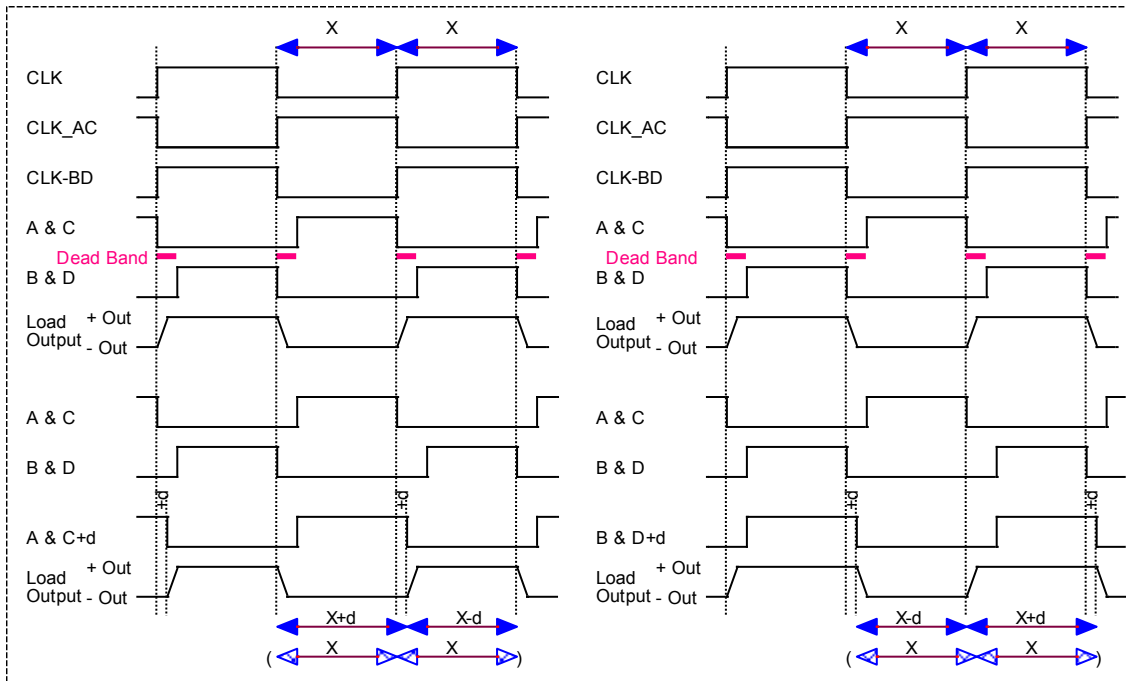 X X
CLK
CLK_AC
CLK-BD
A & C
Dead Band
B & D
Load Output + Out
- Out
A & C
B & D
+d +d
A & C+d
Load Output + Out
- Out
X+d X-d
( X X )
X X
CLK
CLK_AC
CLK-BD
A & C
Dead Band
B & D
Load Output + Out
- Out
A & C
B & D
+d +d
B & D+d
Load Output + Out
- Out
X-d X+d
( X X )